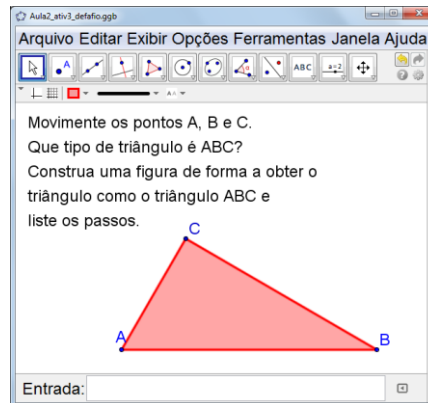 Aula2_ativ3_defafio.ggb
Arquivo Editar Exibir Opções Ferramentas Janela Ajuda
ABC a=2
Movimente os pontos A, B e C.
Que tipo de triângulo é ABC?
Construa uma figura de forma a obter o
triângulo como o triângulo ABC e
liste os passos.
C
A
B
Entrada: